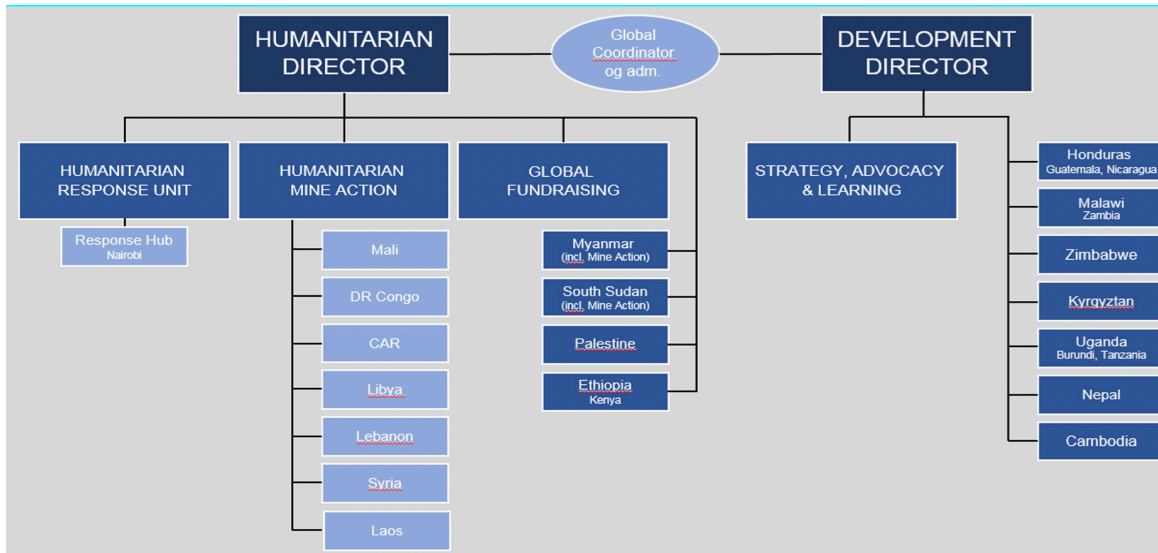 HUMANITARIAN
DIRECTOR
Global
Coordinator
og adm.
DEVELOPMENT
DIRECTOR
HUMANITARIAN
RESPONSE UNIT
HUMANITARIAN
MINE ACTION
GLOBAL
FUNDRAISING
STRATEGY, ADVOCACY
& LEARNING
Response Hub
Nairobi
Mali
DR Congo
CAR
Libya
Lebanon
Syria
Laos
Myanmar
(incl. Mine Action)
South Sudan
(incl. Mine Action)
Palestine
Ethiopia
Kenya
Honduras
Guatemala, Nicaragua
Malawi
Zambia
Zimbabwe
Kyrgyztan
Uganda
Burundi, Tanzania
Nepal
Cambodia